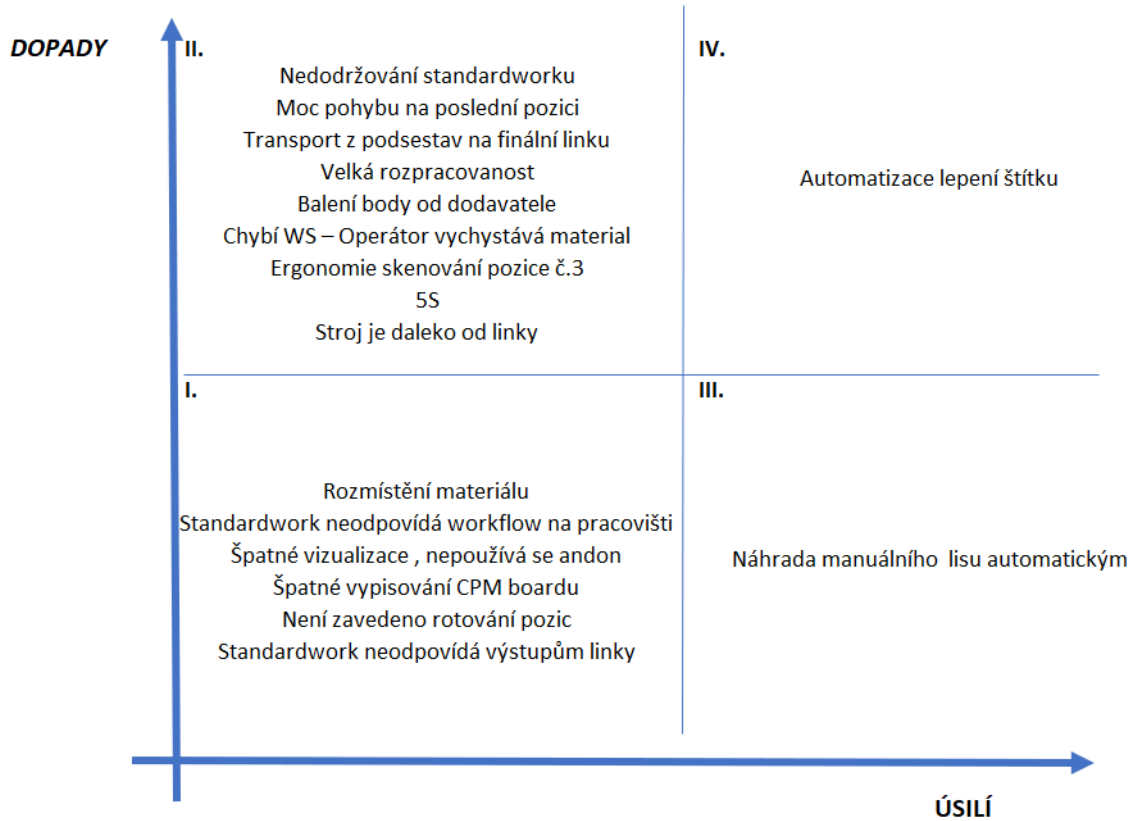 DOPADY
II.
Nedodržování standardworku
Moc pohybu na poslední pozici
Transport z podsestav na finální linku
Velká rozpracovanost
Balení body od dodavatele
Chybí WS – Operátor vychystává material
Ergonomie skenování pozice č.3
5S
Stroj je daleko od linky
IV.
Automatizace lepení štítku
I.
Rozmístění materiálu
Standardwork neodpovídá workflow na pracovišti
Špatné vizualizace , nepoužívá se andon
Špatné vypisování CPM boardu
Není zavedeno rotování pozic
Standardwork neodpovídá výstupům linky
III.
Náhrada manuálního lisu automatickým
ÚSILÍ